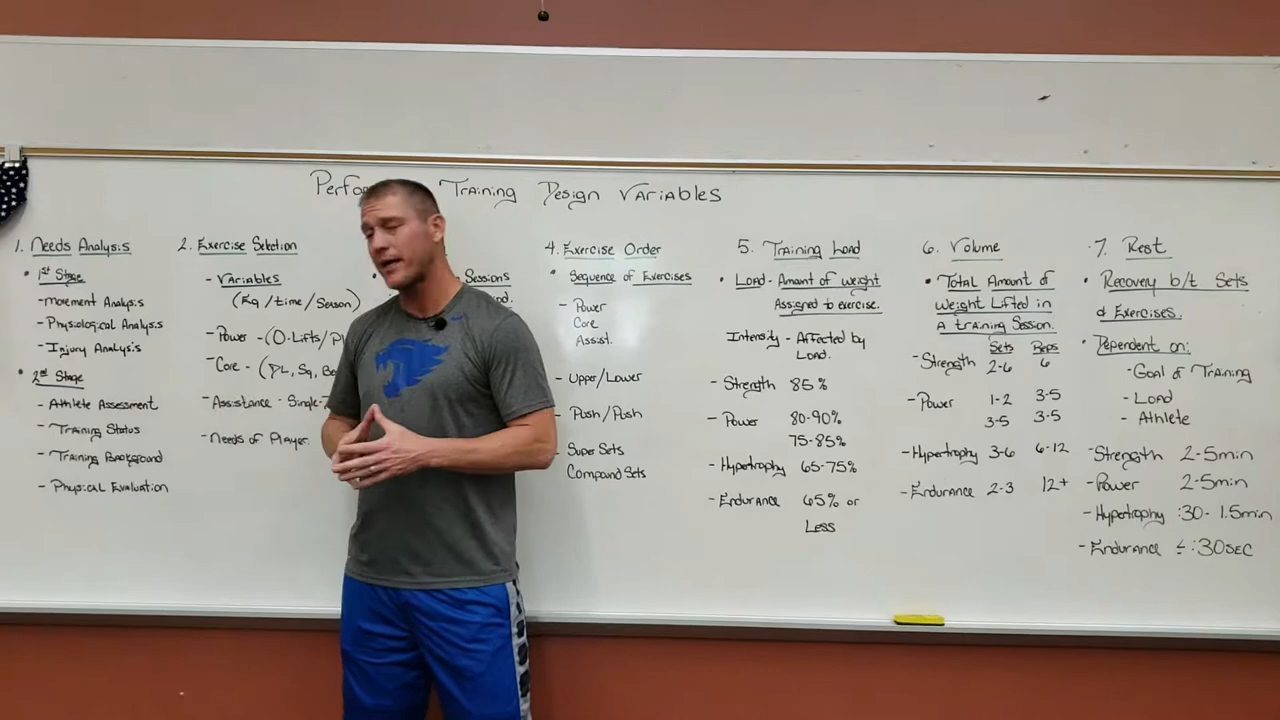 Training Design Variables
1. Needs Analysis
• 1st Stage
- Movement Analysis
- Physiological Analysis
- Injury Analysis
• 2nd Stage
- Athlete Assessment
- Training Status
- Training Background
- Physical Evaluation
2. Exercise Selection
- Variables
(Eq/time/Season)
- Power - (O-Lifts/
- Core - (DL, Sq,
- Assistance - Single-
- Needs of Player
Sessions
4. Exercise Order
• Sequence of Exercises
- Power
Core
Assist.
- Upper/Lower
- Push/Push
- Super Sets
Compound Sets
5. Training Load
• Load - Amount of weight
Assigned to exercise.
Intensity - Affected by
Load.
- Strength 85%
- Power 80-90%
75-85%
- Hypertrophy 65-75%
- Endurance 65% or
Less
6. Volume
• Total Amount of
Weight Lifted in
A training Session.
Sets Reps
- Strength 2-6 6
- Power 1-2 3-5
3-5 3-5
- Hypertrophy 3-6 6-12
- Endurance 2-3 12+
7. Rest
• Recovery b/t Sets
& Exercises.
• Dependent on:
- Goal of Training
- Load
- Athlete
- Strength 2-5min
- Power 2-5min
- Hypertrophy :30-1.5min
- Endurance ≤ :30sec